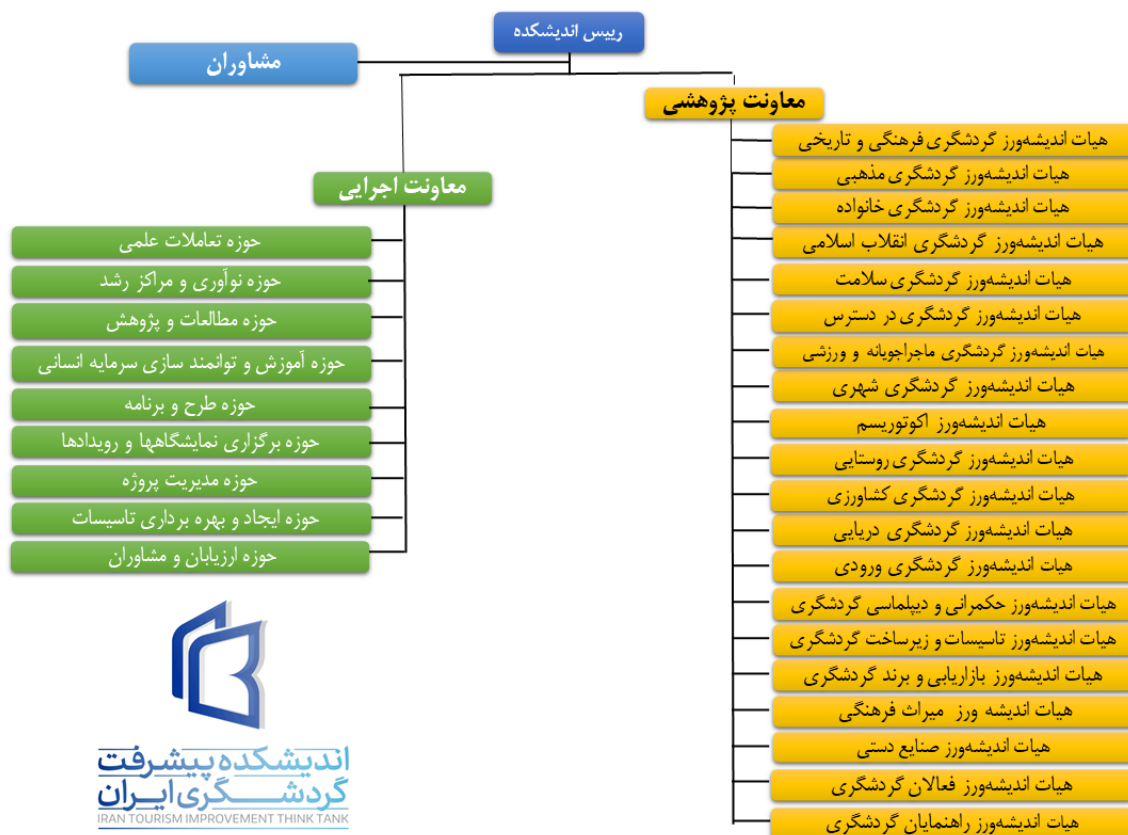 رییس اندیشکده
مشاوران
معاونت پژوهشی
هیات اندیشه‌ورز گردشگری فرهنگی و تاریخی
هیات اندیشه‌ورز گردشگری مذهبی
هیات اندیشه‌ورز گردشگری خانواده
هیات اندیشه‌ورز گردشگری انقلاب اسلامی
هیات اندیشه‌ورز گردشگری سلامت
هیات اندیشه‌ورز گردشگری در دسترس
هیات اندیشه‌ورز گردشگری ماجراجویانه و ورزشی
هیات اندیشه‌ورز گردشگری شهری
هیات اندیشه‌ورز اکوتوریسم
هیات اندیشه‌ورز گردشگری روستایی
هیات اندیشه‌ورز گردشگری کشاورزی
هیات اندیشه‌ورز گردشگری دریایی
هیات اندیشه‌ورز گردشگری ورودی
هیات اندیشه‌ورز حکمرانی و دیپلماسی گردشگری
هیات اندیشه‌ورز تاسیسات و زیرساخت گردشگری
هیات اندیشه‌ورز بازاریابی و برند گردشگری
هیات اندیشه ورز میراث فرهنگی
هیات اندیشه‌ورز صنایع دستی
هیات اندیشه‌ورز فعالان گردشگری
هیات اندیشه‌ورز راهنمایان گردشگری
معاونت اجرایی
حوزه تعاملات علمی
حوزه نوآوری و مراکز رشد
حوزه مطالعات و پژوهش
حوزه آموزش و توانمند سازی سرمایه انسانی
حوزه طرح و برنامه
حوزه برگزاری نمایشگاهها و رویدادها
حوزه مدیریت پروژه
حوزه ایجاد و بهره برداری تاسیسات
حوزه ارزیابان و مشاوران
اندیشکده پیشرفت
گردشگری ایران
IRAN TOURISM IMPROVEMENT THINK TANK